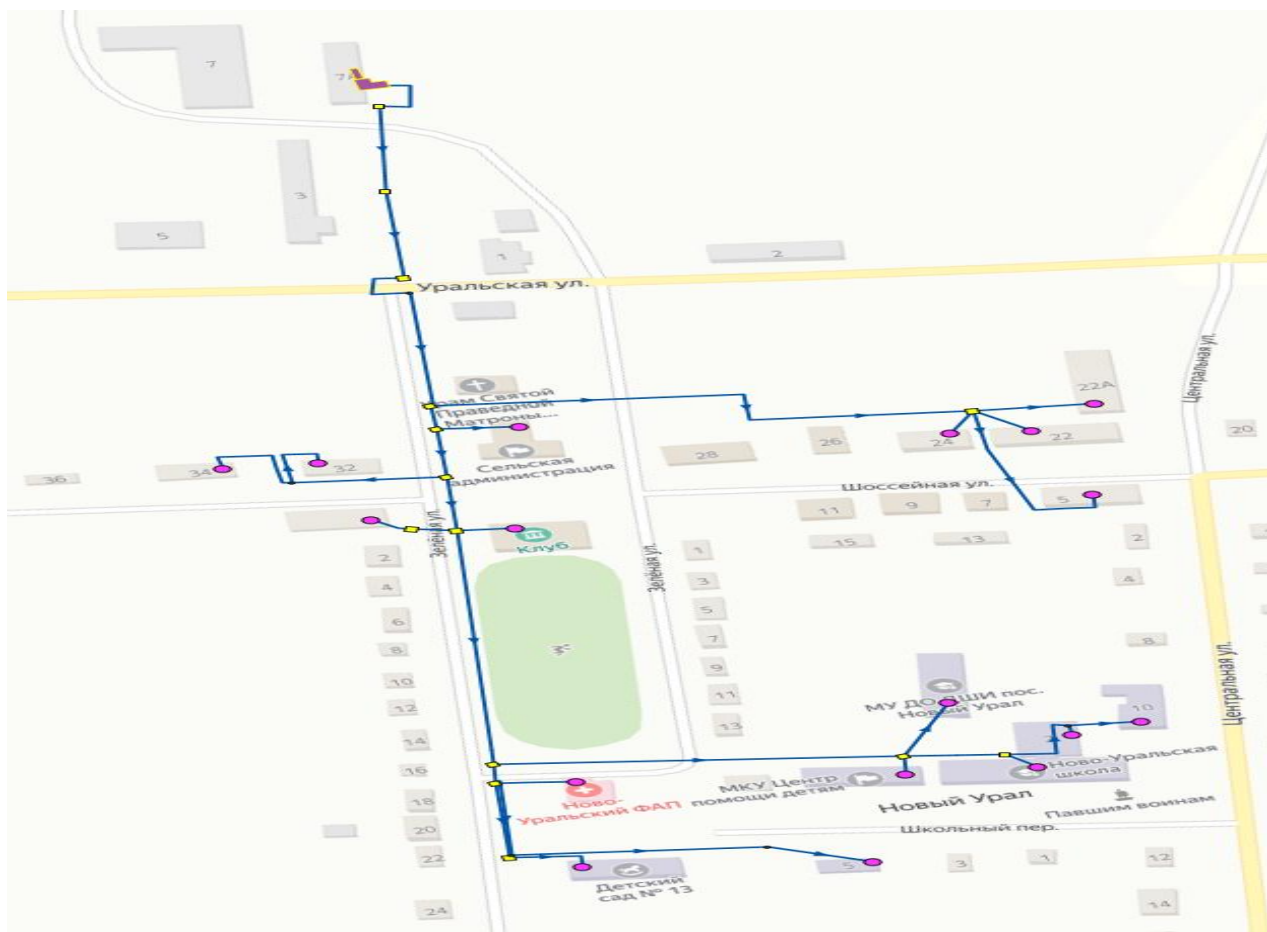 7
7А
3
5
1
2
Уральская ул.
Храм Святой
Праведной
Матроны...
Сельская
администрация
22А
Центральная ул.
20
26
24
22
28
34
32
36
Шоссейная ул.
11
9
7
5
15
13
2
Клуб
Зелёная ул.
Зелёная ул.
2
4
6
8
10
12
14
16
18
20
22
24
1
3
5
7
9
11
13
4
8
Центральная ул.
МУ ДО ДШИ пос.
Новый Урал
10
Ново-Уральская
школа
МКУ Центр
помощи детям
Новый Урал
Павшим воинам
Ново-
Уральский ФАП
Школьный пер.
Детский
сад № 13
5
3
1
12
14